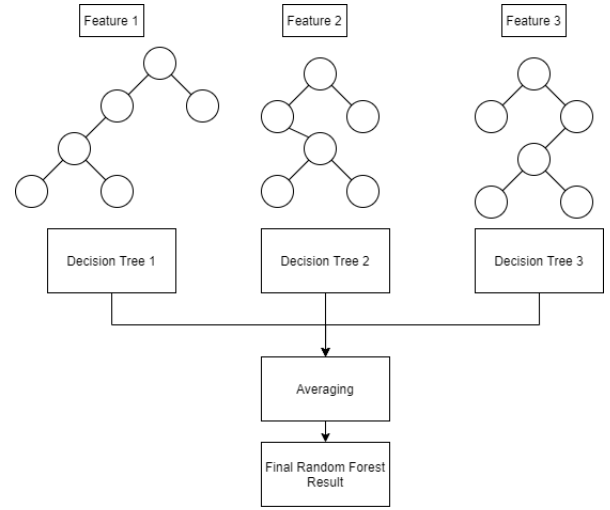 Feature 1
Feature 2
Feature 3
Decision Tree 1
Decision Tree 2
Decision Tree 3
Averaging
Final Random Forest
Result